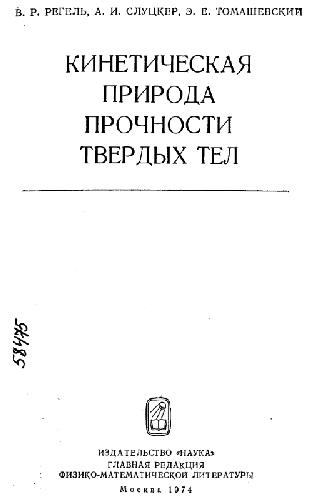 В. Р. РЕГЕЛЬ, А. И. СЛУЦКЕР, Э. Е. ТОМАШЕВСКИЙ
КИНЕТИЧЕСКАЯ
ПРИРОДА
ПРОЧНОСТИ
ТВЕРДЫХ ТЕЛ
58475
ИЗДАТЕЛЬСТВО «НАУКА»
ГЛАВНАЯ РЕДАКЦИЯ
ФИЗИКО-МАТЕМАТИЧЕСКОЙ ЛИТЕРАТУРЫ
Москва 1974